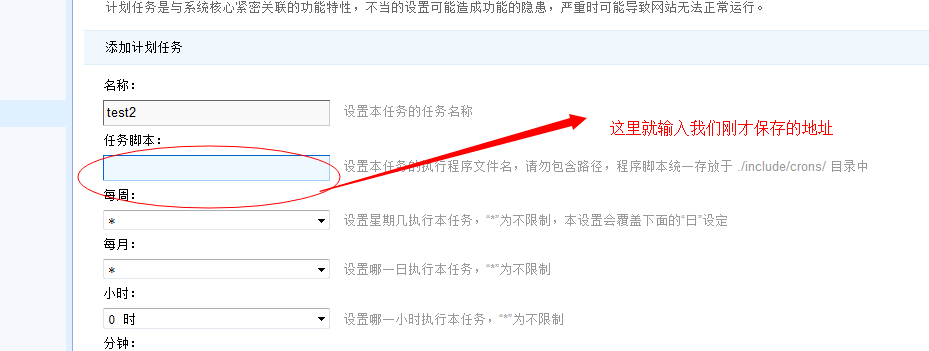 计划任务是与系统核心紧密关联的功能特性，不当的设置可能造成功能的隐患，严重时可能导致网站无法正常运行。
添加计划任务
名称：
test2 设置本任务的任务名称
这里就输入我们刚才保存的地址
任务脚本：
设置本任务的执行程序文件名，请勿包含路径，程序脚本统一存放于 ./include/crons/ 目录中
每周：
* 设置星期几执行本任务，“*”为不限制，本设置会覆盖下面的“日”设定
每月：
* 设置哪一日执行本任务，“*”为不限制
小时：
0 时 设置哪一小时执行本任务，“*”为不限制
分钟：